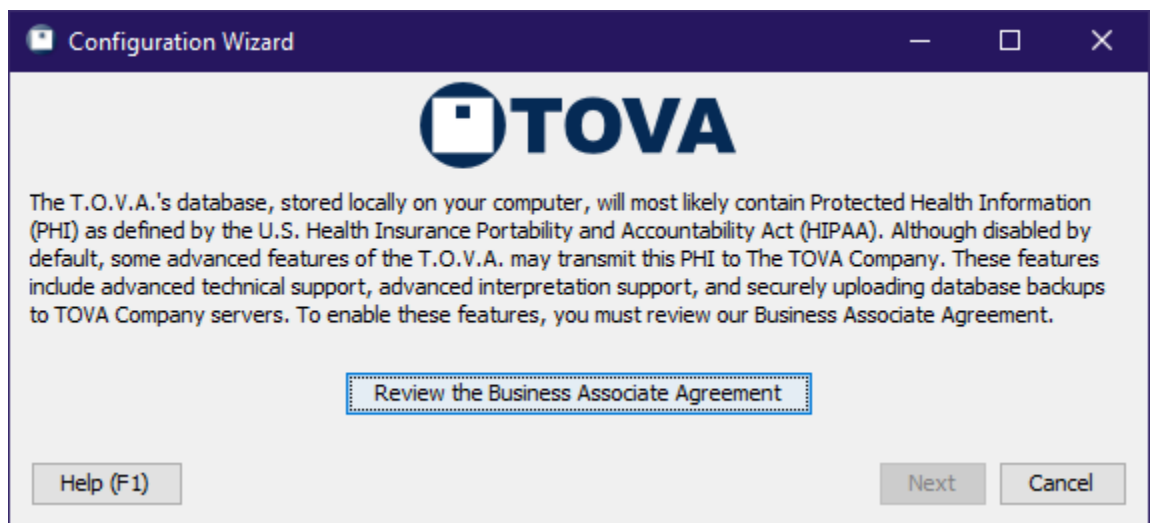 Configuration Wizard
TOVA
The T.O.V.A.'s database, stored locally on your computer, will most likely contain Protected Health Information
(PHI) as defined by the U.S. Health Insurance Portability and Accountability Act (HIPAA). Although disabled by
default, some advanced features of the T.O.V.A. may transmit this PHI to The TOVA Company. These features
include advanced technical support, advanced interpretation support, and securely uploading database backups
to TOVA Company servers. To enable these features, you must review our Business Associate Agreement.
Review the Business Associate Agreement
Help (F1)
Next
Cancel